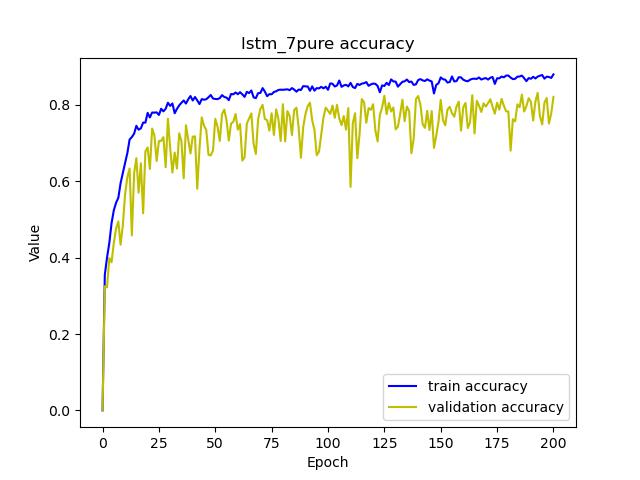 lstm_7pure accuracy
Value
0.8
0.6
0.4
0.2
0.0
train accuracy
validation accuracy
0 25 50 75 100 125 150 175 200
Epoch